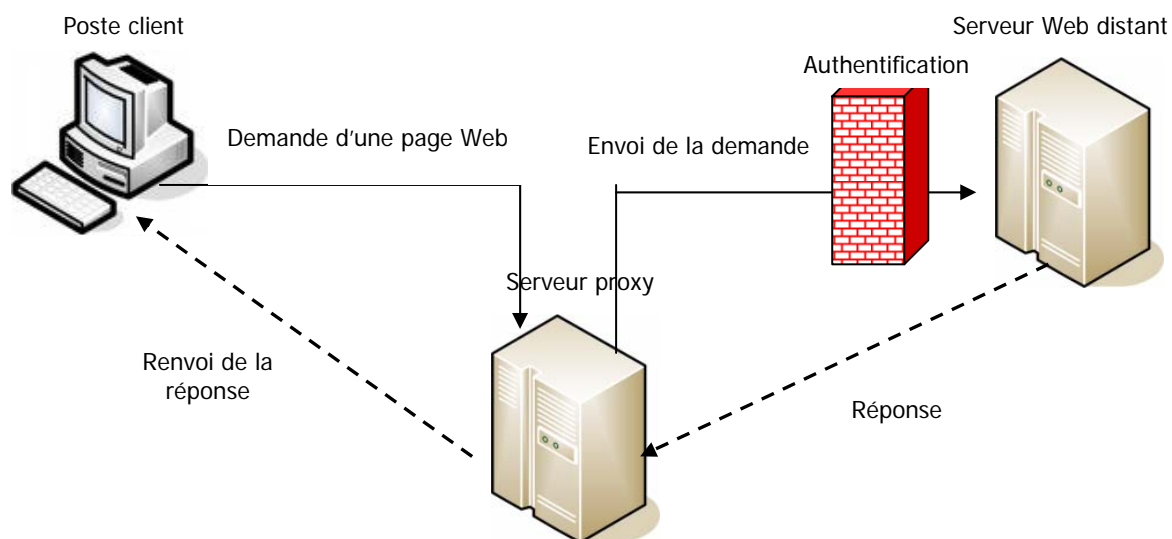 Poste client
Serveur Web distant
Authentification
Demande d'une page Web
Envoi de la demande
Serveur proxy
Renvoi de la
réponse
Réponse